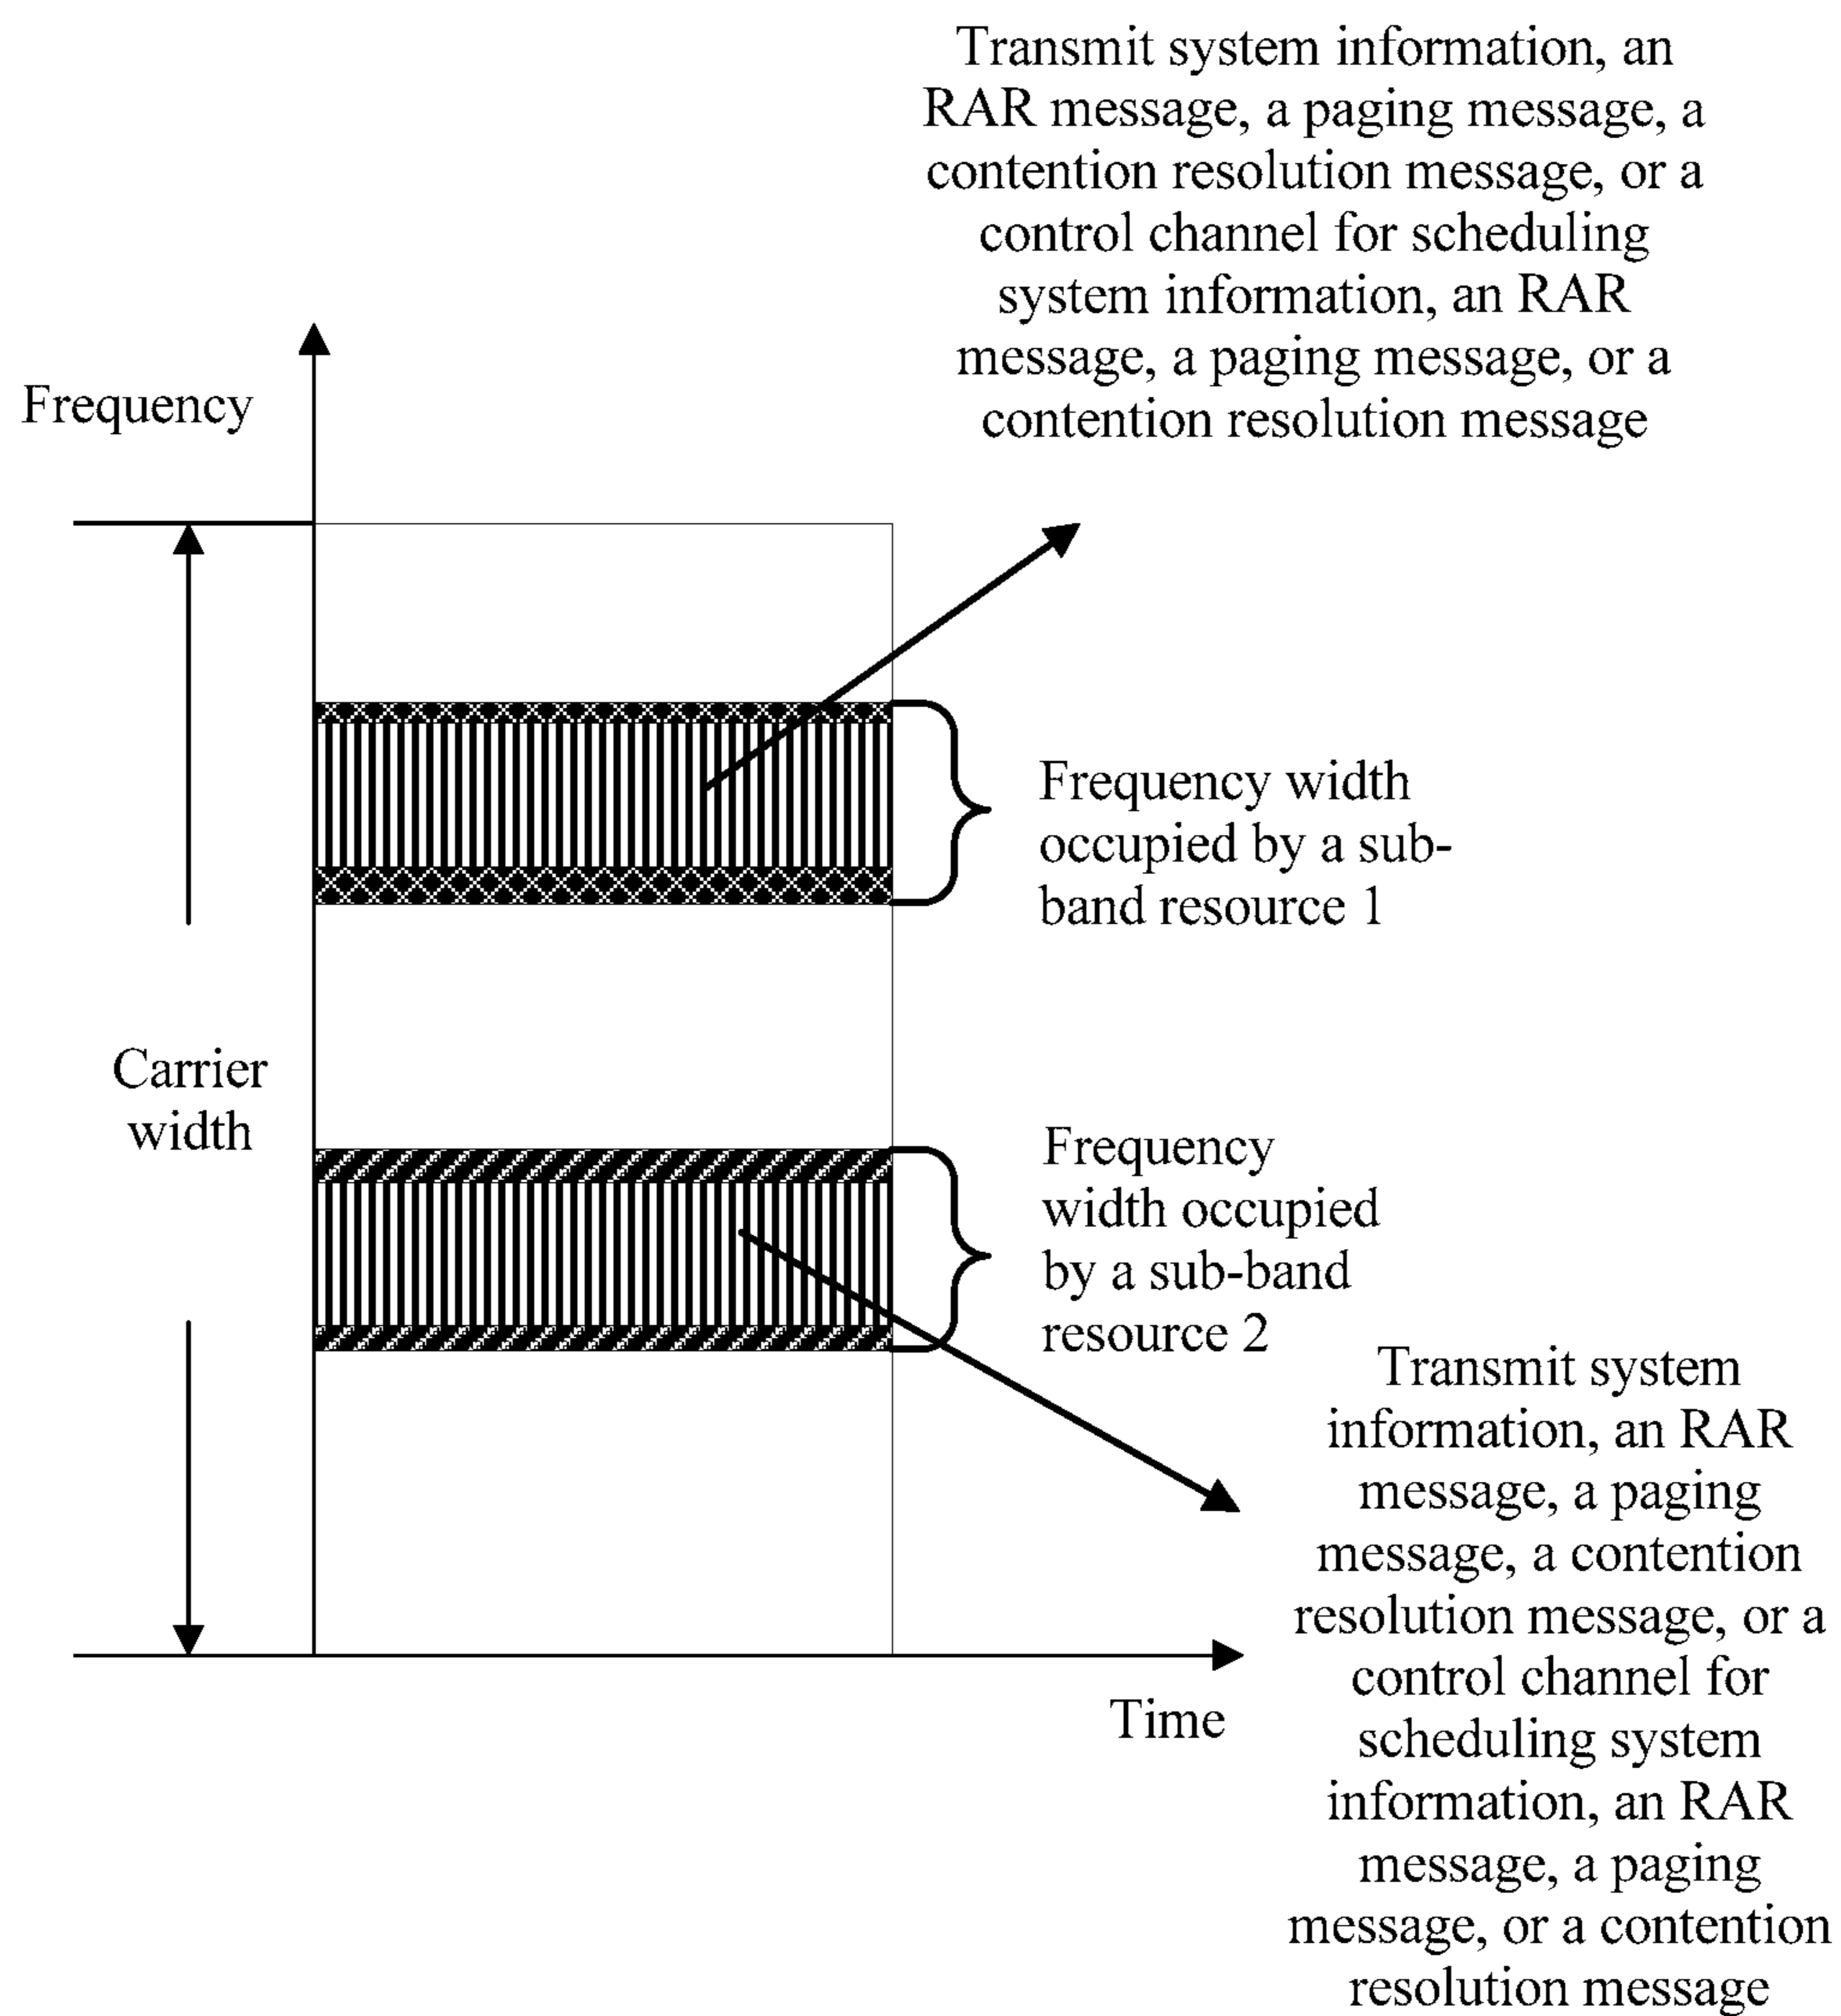 Transmit system information, an
RAR message, a paging message, a
contention resolution message, or a
control channel for scheduling
system information, an RAR
message, a paging message, or a
contention resolution message
Frequency
Frequency width
occupied by a sub-
band resource 1
Carrier
width
Frequency
width occupied
by a sub-band
resource 2
Transmit system
information, an RAR
message, a paging
message, a contention
resolution message, or a
control channel for
scheduling system
information, an RAR
message, a paging
message, or a contention
resolution message
Time